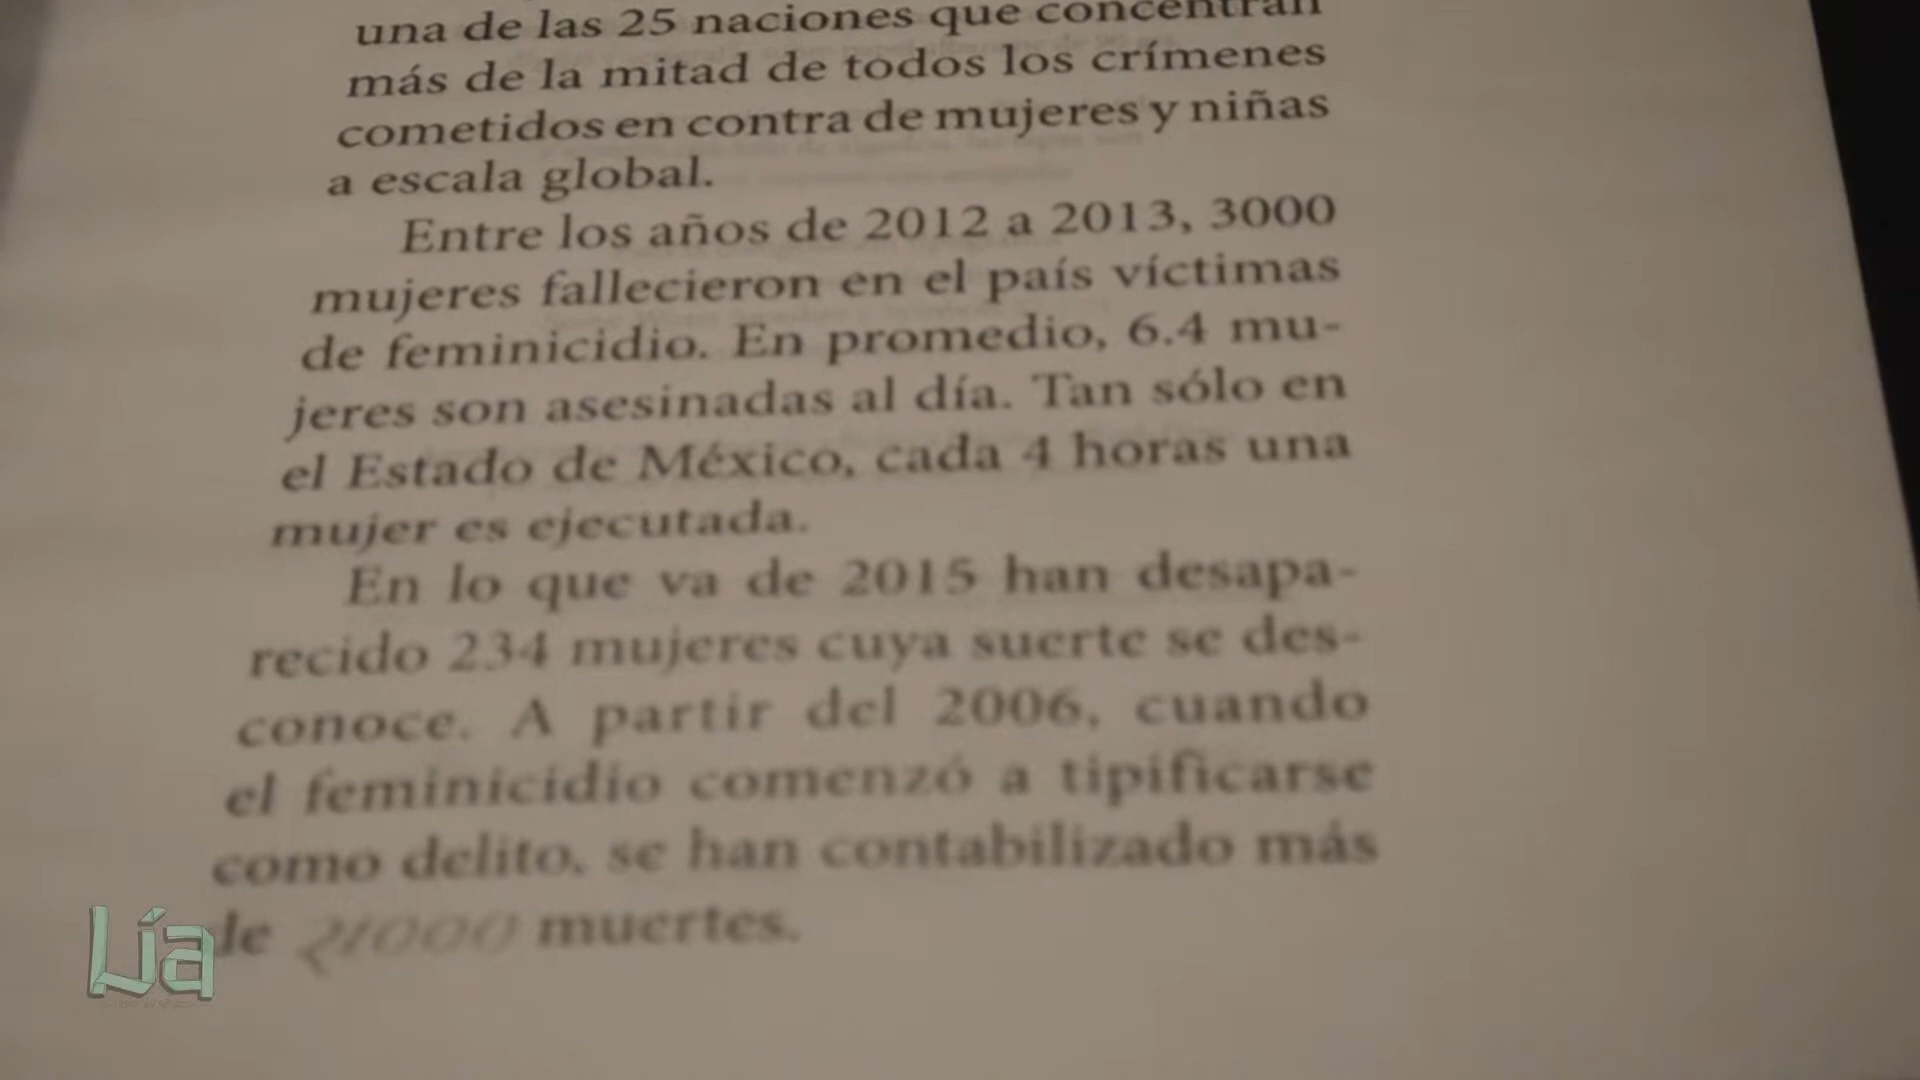 una de las 25 naciones que concentran
más de la mitad de todos los crímenes
cometidos en contra de mujeres y niñas
a escala global.
Entre los años de 2012 a 2013, 3000
mujeres fallecieron en el país víctimas
de feminicidio. En promedio, 6.4 mu-
jeres son asesinadas al día. Tan sólo en
el Estado de México, cada 4 horas una
mujer es ejecutada.
En lo que va de 2015 han desapa-
recido 234 mujeres cuya suerte se des-
conoce. A partir del 2006, cuando
el feminicidio comenzó a tipificarse
como delito, se han contabilizado más
de 21000 muertes.
Lía